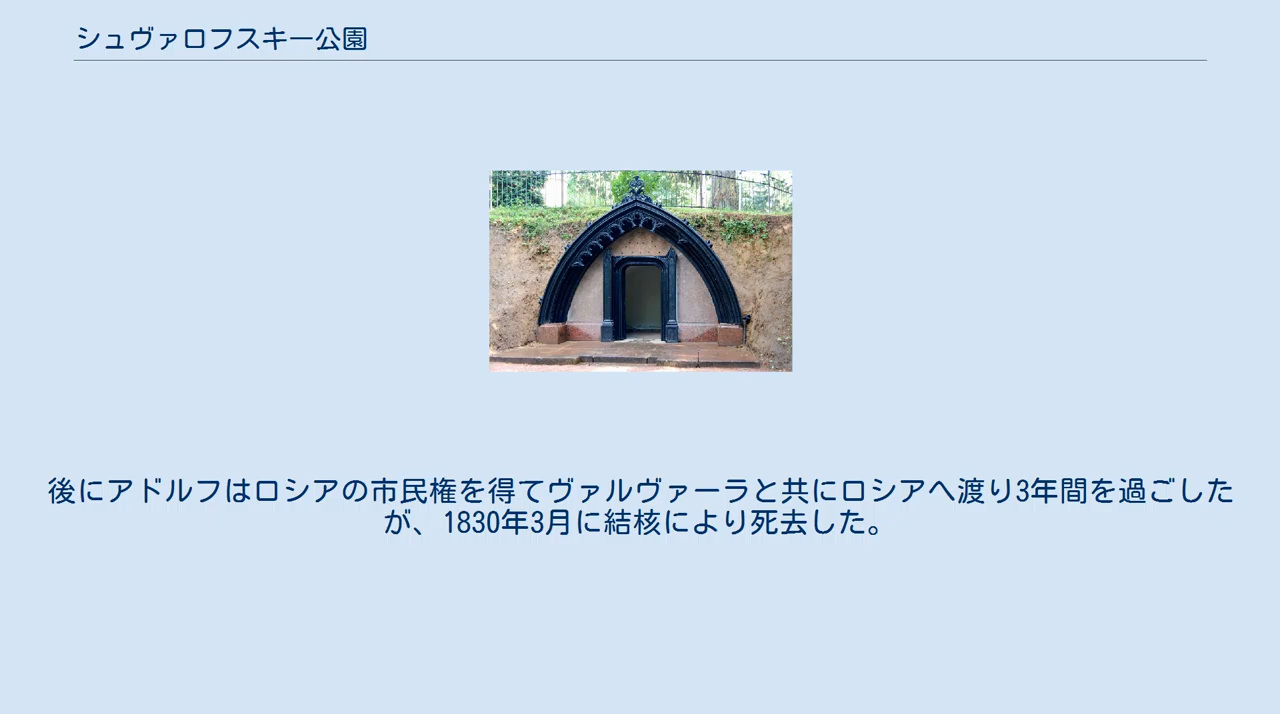 シュヴァロフスキー公園
後にアドルフはロシアの市民権を得てヴァルヴァーラと共にロシアへ渡り3年間を過ごした
が、1830年3月に結核により死去した。